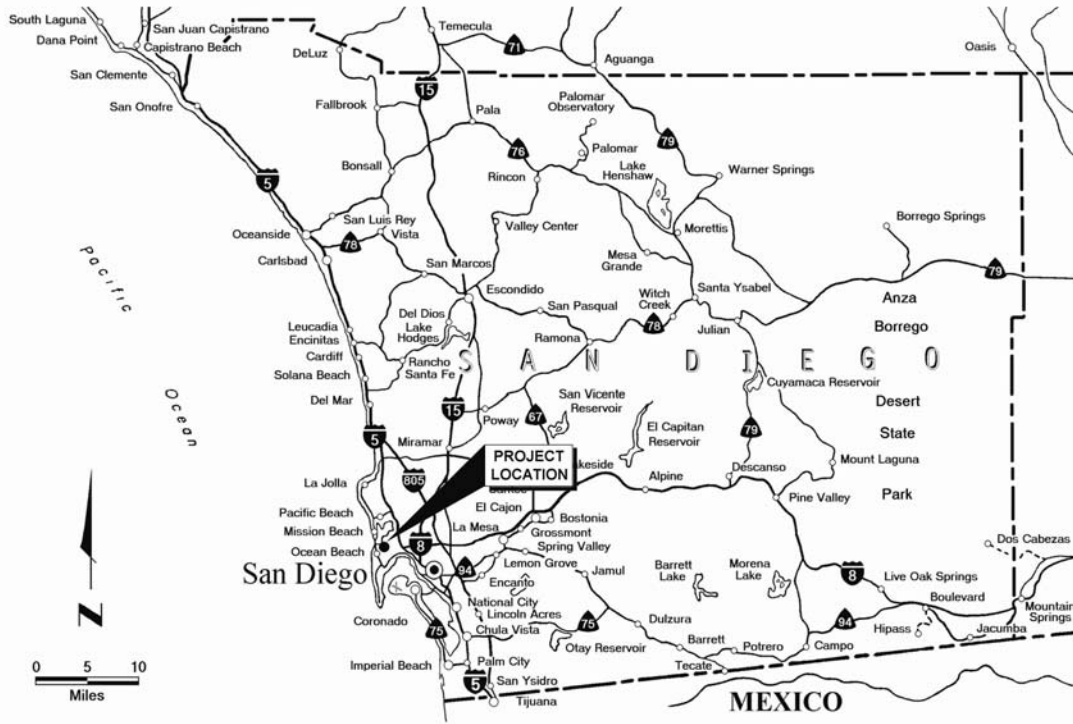 South Laguna
San Juan Capistrano
Dana Point
Capistrano Beach
San Clemente
San Onofre
Temecula
71
DeLuz
Aguanga
Oasis
15
Fallbrook
Pala
Palomar
Observatory
76
Palomar
79
Bonsall
Rincon
Lake
Henshaw
Warner Springs
5
San Luis Rey
Oceanside
Vista
Valley Center
Morettis
Borrego Springs
78
Carlsbad
San Marcos
Mesa
Grande
79
Escondido
Santa Ysabel
Anza
San Pasqual
Witch
Creek
78
Julian
Del Dios
Lake
Hodges
Leucadia
Encinitas
Ramona
Borrego
SAN DIEGO
Cardiff
Rancho
Santa Fe
Solana Beach
Cuyamaca Reservoir
Del Mar
15
Poway
67
San Vicente
Reservoir
Desert
5
Miramar
El Capitan
Reservoir
79
State
PROJECT
LOCATION
805
Alpine
Descanso
Mount Laguna
La Jolla
Pine Valley
Park
El Cajon
Pacific Beach
Bostonia
La Mesa
Mission Beach
Grossmont
Ocean Beach
8
Spring Valley
Dos Cabezas
San Diego
94
Lemon Grove
Jamul
Barrett
Lake
Morena
Lake
8
Encanto
Live Oak Springs
National City
Boulevard
Mountain
Springs
Lincoln Acres
Coronado
75
Chula Vista
75
Dulzura
94
Hipass
Jacumba
Otay Reservoir
Barrett
Potrero
Campo
Imperial Beach
Palm City
Tecate
5
San Ysidro
Tijuana
MEXICO
Pacific
Ocean
N
0 5 10
Miles